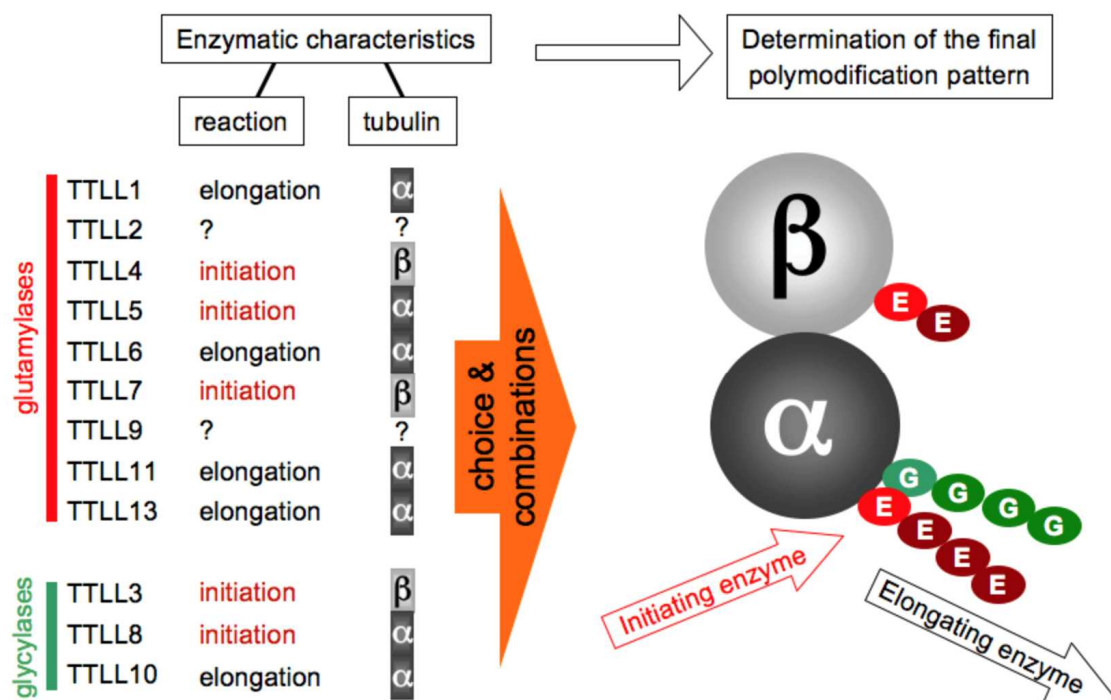 Enzymatic characteristics
Determination of the final
polymodification pattern
reaction
tubulin
glutamylases
TTLL1 elongation α
TTLL2 ? ?
TTLL4 initiation β
TTLL5 initiation α
TTLL6 elongation α
TTLL7 initiation β
TTLL9 ? ?
TTLL11 elongation α
TTLL13 elongation α
glycylases
TTLL3 initiation β
TTLL8 initiation α
TTLL10 elongation α
choice &
combinations
β
E E
α
G G G G
E E E E
Initiating enzyme
Elongating enzyme